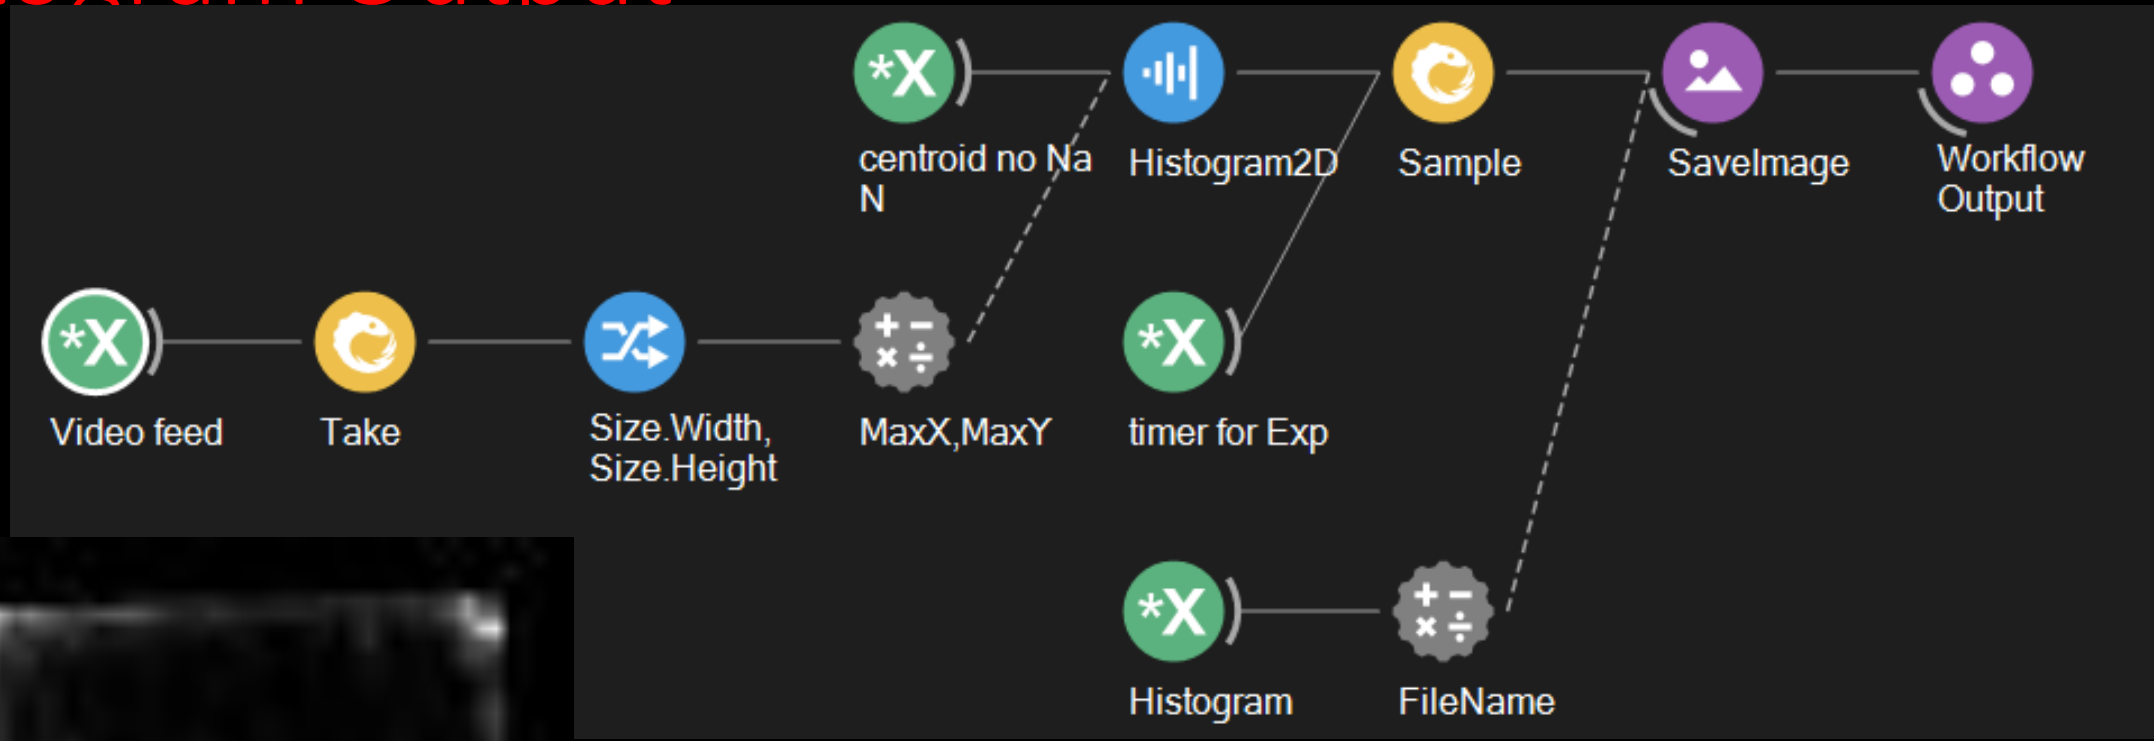 *X
*X
*X
*X
centroid no Na
N
Histogram2D
Sample
SaveImage
Workflow
Output
Video feed
Take
Size.Width,
Size.Height
MaxX,MaxY
timer for Exp
Histogram
FileName